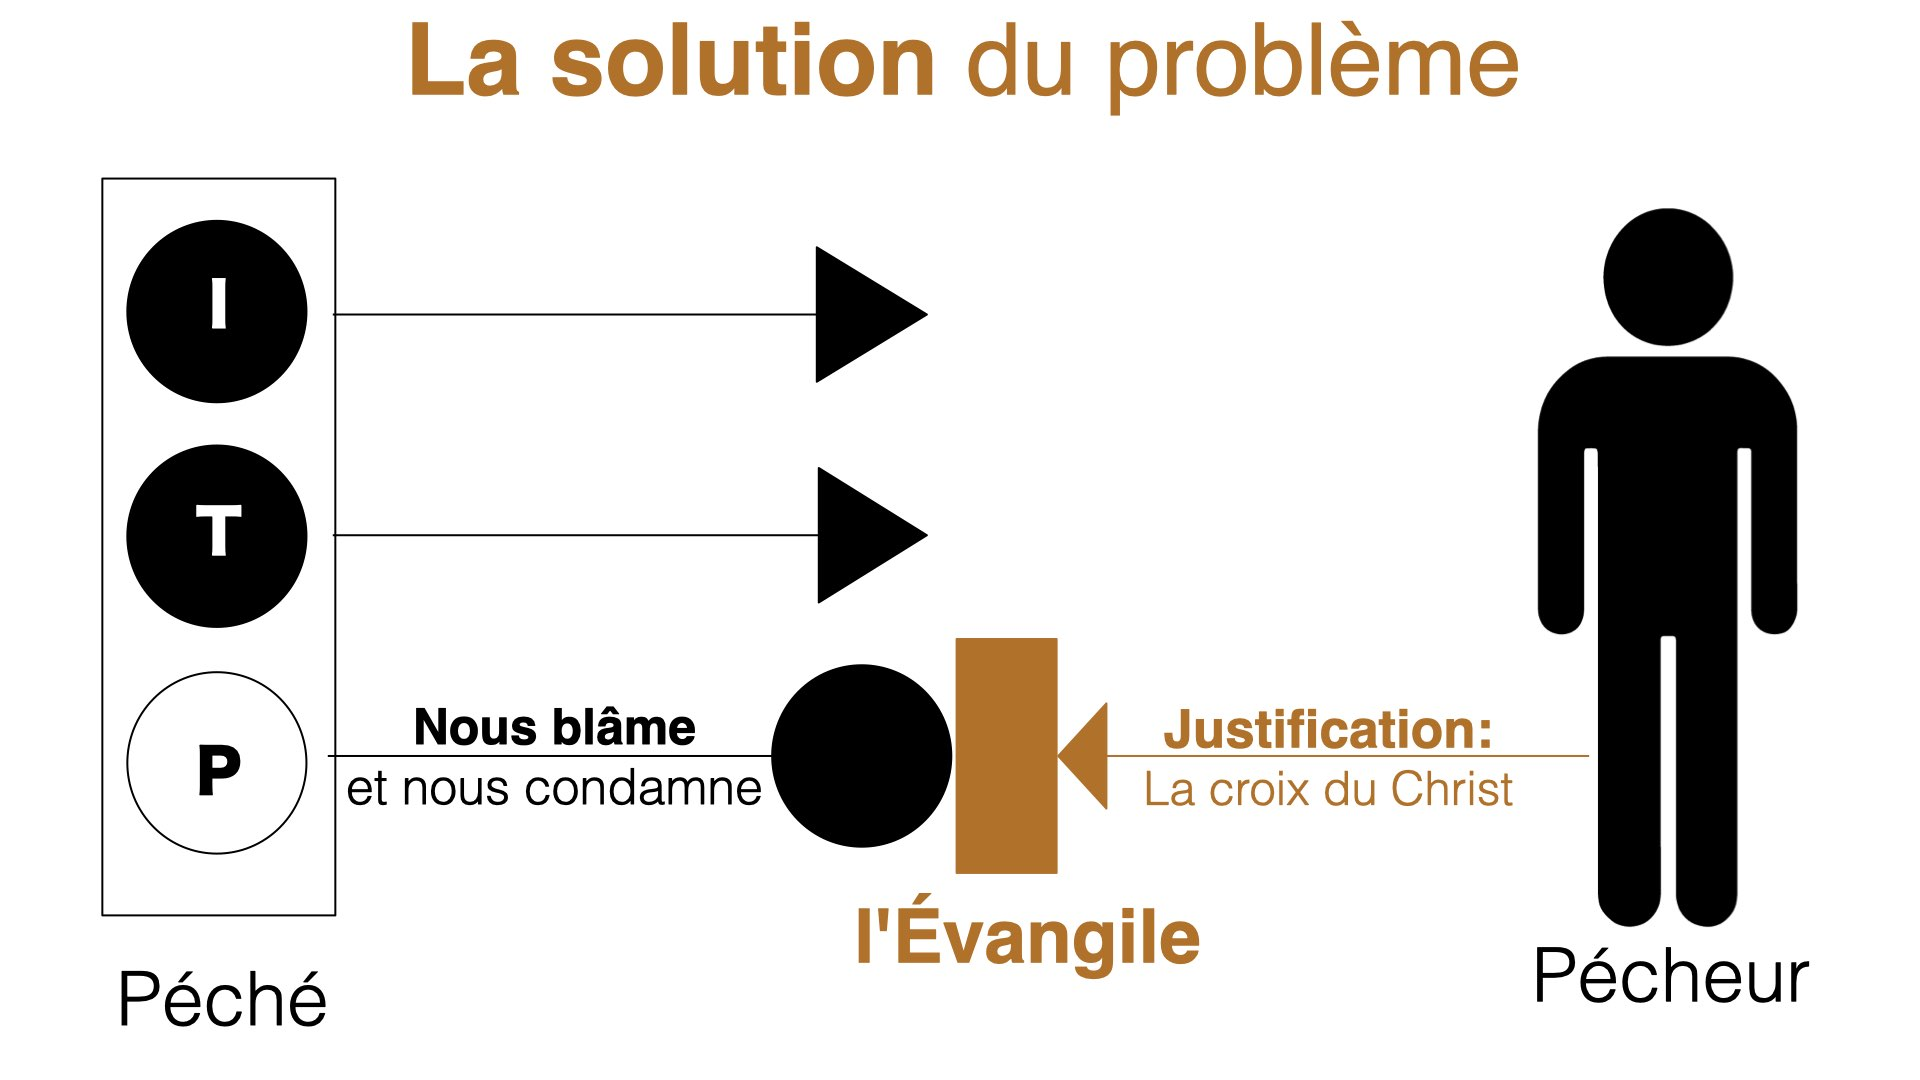 La solution du problème
I
T
P
Nous blâme
et nous condamne
Justification:
La croix du Christ
l'Évangile
Péché
Pécheur